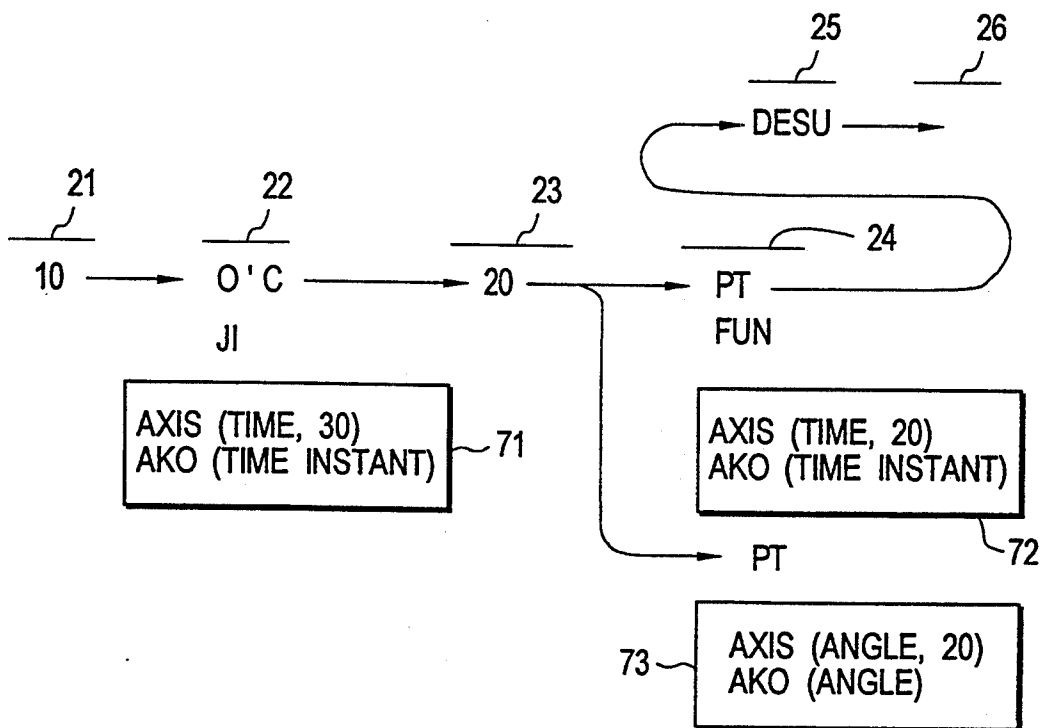 25 26
DESU
21 22 23 24
10 O'C 20 PT
JI FUN
AXIS (TIME, 30)
AKO (TIME INSTANT)
71
AXIS (TIME, 20)
AKO (TIME INSTANT)
72
PT
73
AXIS (ANGLE, 20)
AKO (ANGLE)